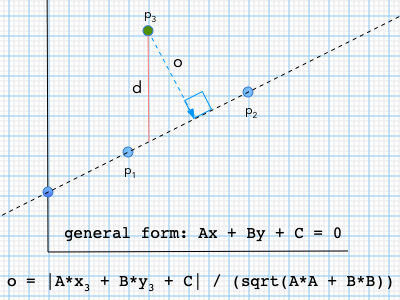 p₃
o
d
p₂
p₁
general form: Ax + By + C = 0
o = |A*x₃ + B*y₃ + C| / (sqrt(A*A + B*B))